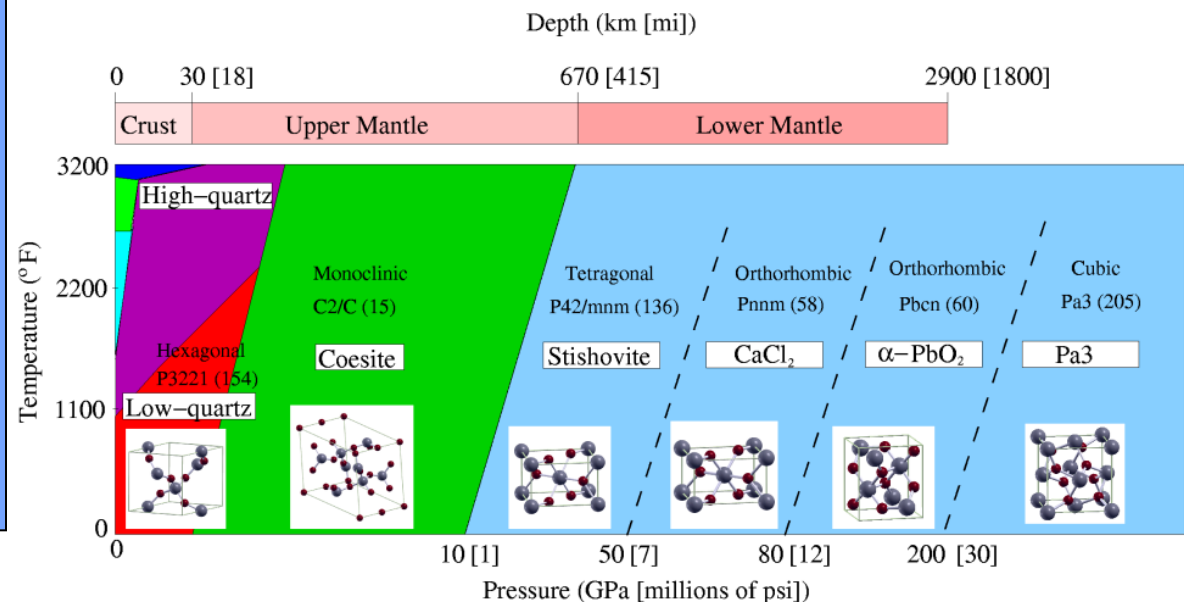 Depth (km [mi])
0 30 [18] 670 [415] 2900 [1800]
Crust Upper Mantle Lower Mantle
3200
2200
1100
0
Temperature (° F)
High−quartz
Hexagonal
P3221 (154)
Low−quartz
Monoclinic
C2/C (15)
Coesite
Tetragonal
P42/mnm (136)
Stishovite
Orthorhombic
Pnnm (58)
CaCl₂
Orthorhombic
Pbcn (60)
α−PbO₂
Cubic
Pa3 (205)
Pa3
0 10 [1] 50 [7] 80 [12] 200 [30]
Pressure (GPa [millions of psi])